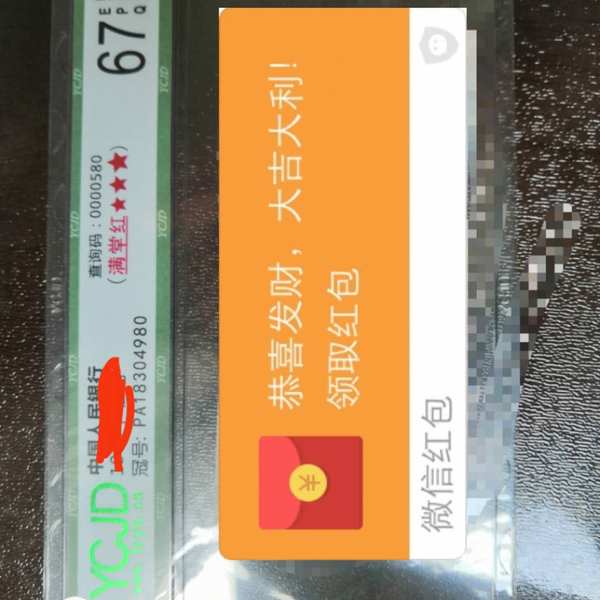 YCJD
中国人民银行
冠号: PA18304980
查询码：0000580
(满堂红★★★)
67
E
P
Q
恭喜发财，大吉大利！
领取红包
微信红包